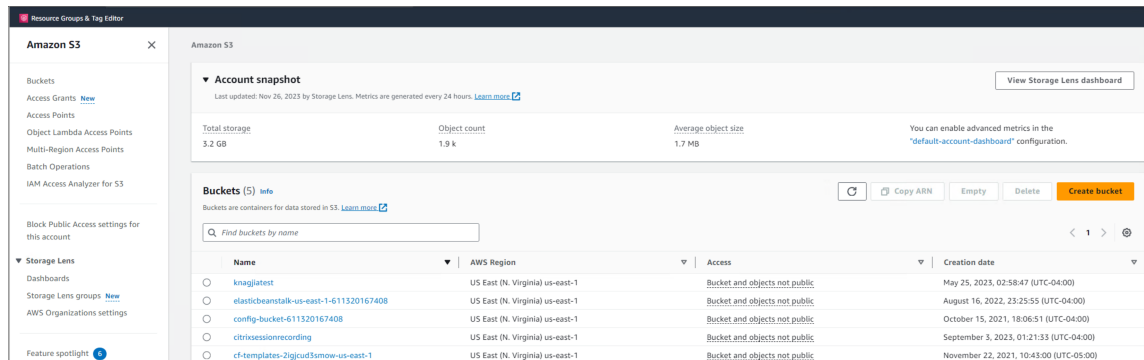 Resource Groups & Tag Editor
Amazon S3
Buckets
Access Grants New
Access Points
Object Lambda Access Points
Multi-Region Access Points
Batch Operations
IAM Access Analyzer for S3
Block Public Access settings for
this account
Storage Lens
Dashboards
Storage Lens groups New
AWS Organizations settings
Feature spotlight 6
Amazon S3
Account snapshot
View Storage Lens dashboard
Last updated: Nov 26, 2023 by Storage Lens. Metrics are generated every 24 hours. Learn more
Total storage
3.2 GB
Object count
1.9 k
Average object size
1.7 MB
You can enable advanced metrics in the
"default-account-dashboard" configuration.
Buckets (5) Info
Copy ARN Empty Delete Create bucket
Buckets are containers for data stored in S3. Learn more
Find buckets by name
1
Name AWS Region Access Creation date
knagjiatest US East (N. Virginia) us-east-1 Bucket and objects not public May 25, 2023, 02:58:47 (UTC-04:00)
elasticbeanstalk-us-east-1-611320167408 US East (N. Virginia) us-east-1 Bucket and objects not public August 16, 2022, 23:25:55 (UTC-04:00)
config-bucket-611320167408 US East (N. Virginia) us-east-1 Bucket and objects not public October 15, 2021, 18:06:51 (UTC-04:00)
citrixsessionrecording US East (N. Virginia) us-east-1 Bucket and objects not public September 3, 2023, 01:21:33 (UTC-04:00)
cf-templates-2igjcud3smow-us-east-1 US East (N. Virginia) us-east-1 Bucket and objects not public November 22, 2021, 10:43:00 (UTC-05:00)